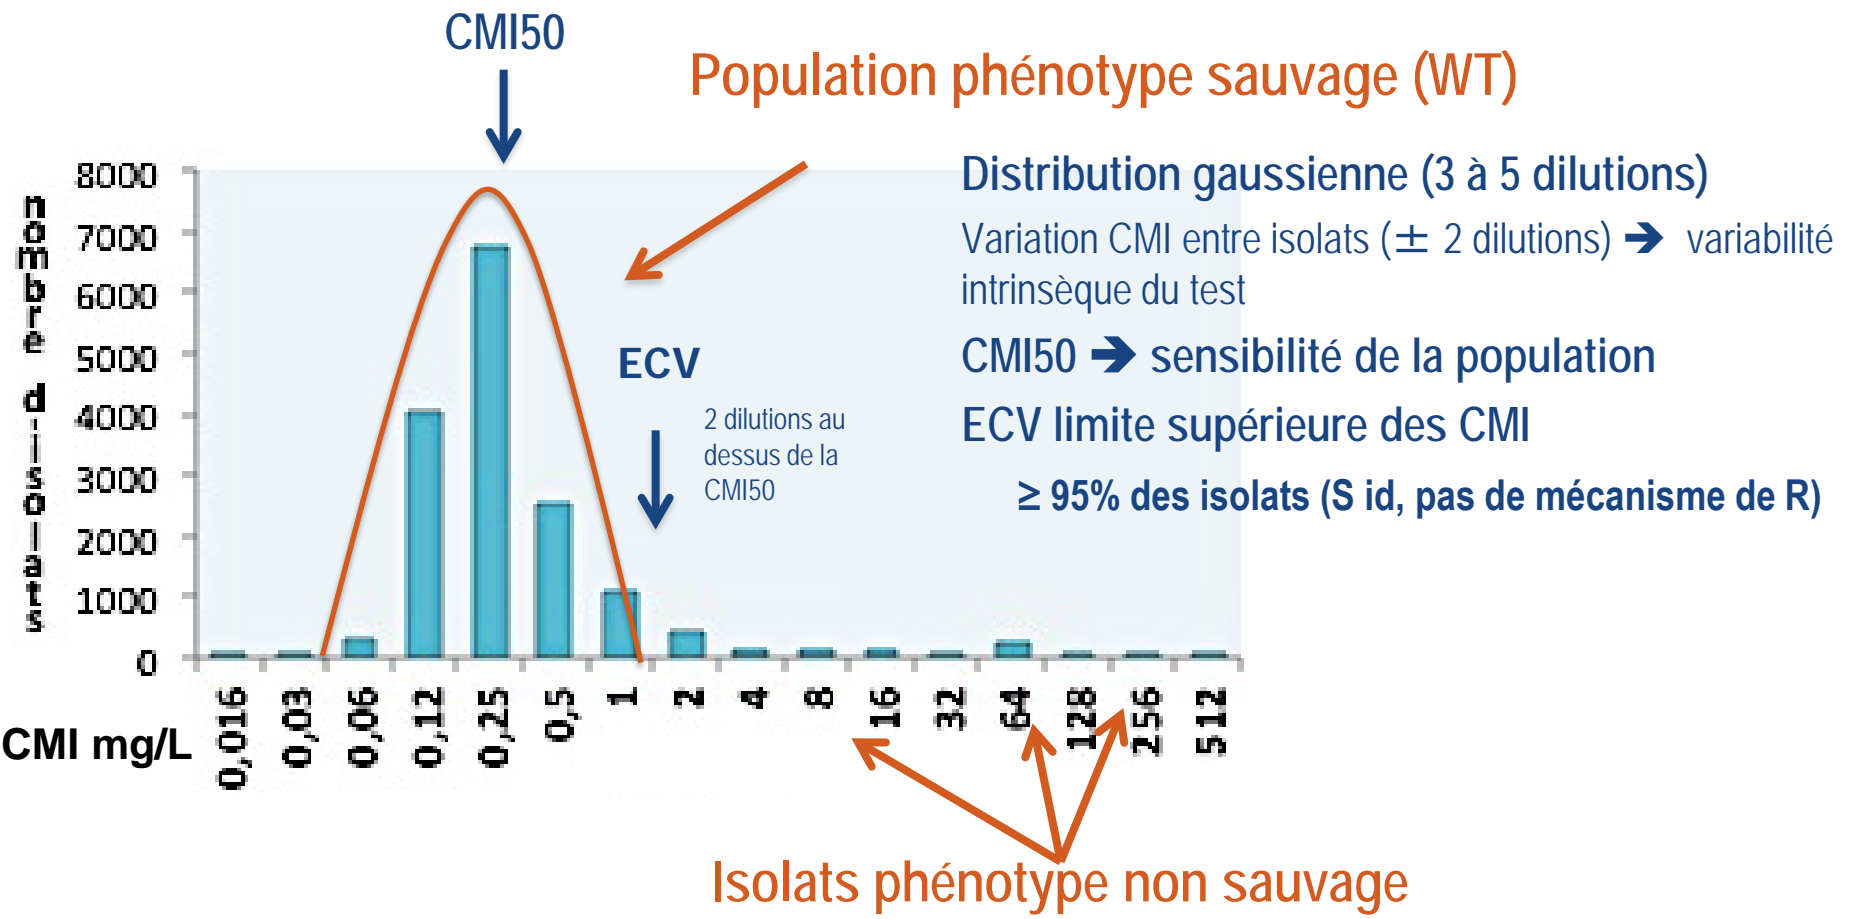 CMI50
Population phénotype sauvage (WT)
Distribution gaussienne (3 à 5 dilutions)
Variation CMI entre isolats (± 2 dilutions) ➔ variabilité
intrinsèque du test
CMI50 ➔ sensibilité de la population
ECV limite supérieure des CMI
≥ 95% des isolats (S id, pas de mécanisme de R)
ECV
2 dilutions au
dessus de la
CMI50
nombre d'isolats
8000
7000
6000
5000
4000
3000
2000
1000
0
CMI mg/L
0,016
0,03
0,06
0,12
0,25
0,5
1
2
4
8
16
32
64
128
256
512
Isolats phénotype non sauvage